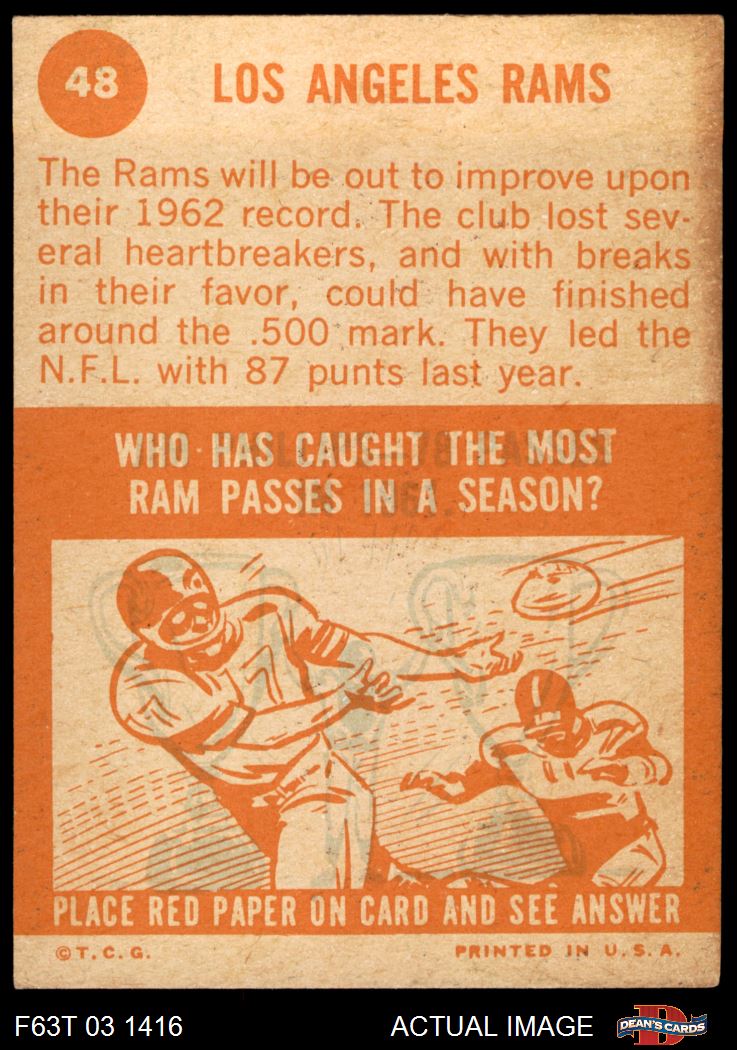 48
LOS ANGELES RAMS
The Rams will be out to improve upon
their 1962 record. The club lost sev-
eral heartbreakers, and with breaks
in their favor, could have finished
around the .500 mark. They led the
N.F.L. with 87 punts last year.
WHO HAS CAUGHT THE MOST
RAM PASSES IN A SEASON?
PLACE RED PAPER ON CARD AND SEE ANSWER
©T.C.G.
PRINTED IN U.S.A.
F63T 03 1416
ACTUAL IMAGE
DEAN'S CARDS